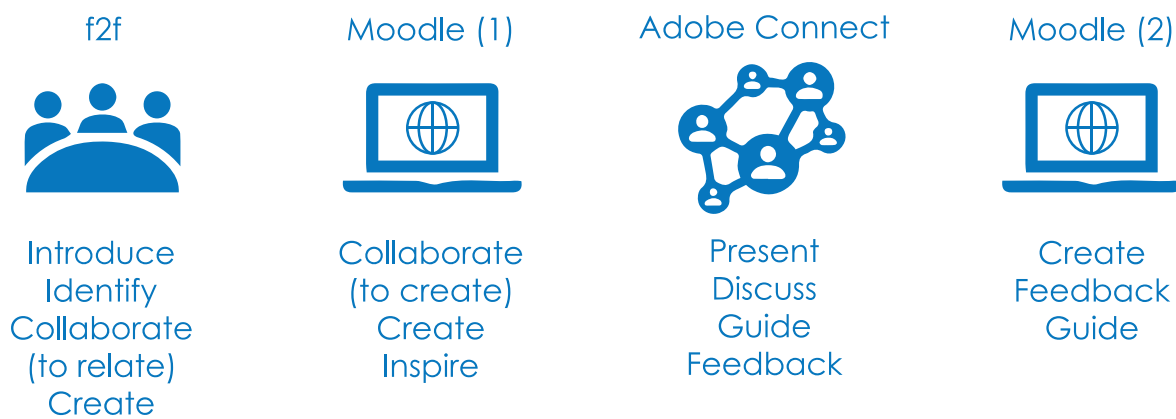 f2f
Introduce
Identify
Collaborate
(to relate)
Create
Moodle (1)
Collaborate
(to create)
Create
Inspire
Adobe Connect
Present
Discuss
Guide
Feedback
Moodle (2)
Create
Feedback
Guide